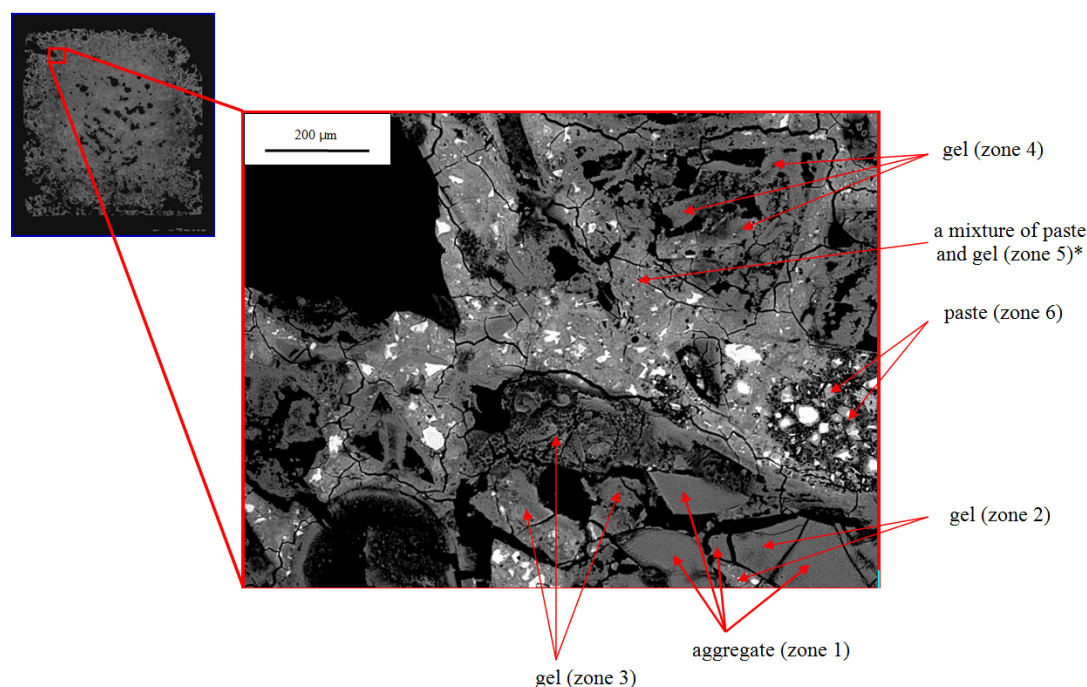 200 μm
gel (zone 4)
a mixture of paste
and gel (zone 5)*
paste (zone 6)
gel (zone 2)
aggregate (zone 1)
gel (zone 3)